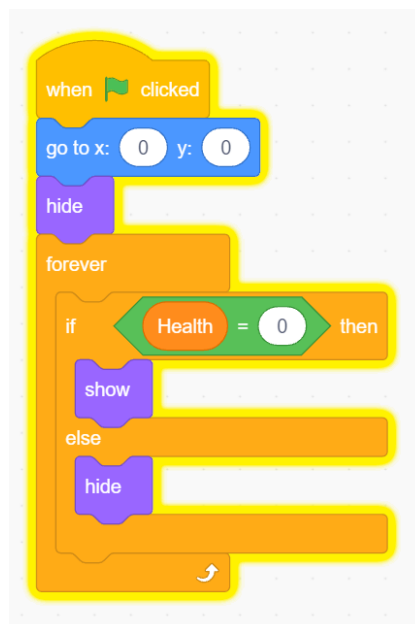 when clicked
go to x: 0 y: 0
hide
forever
if Health = 0 then
show
else
hide